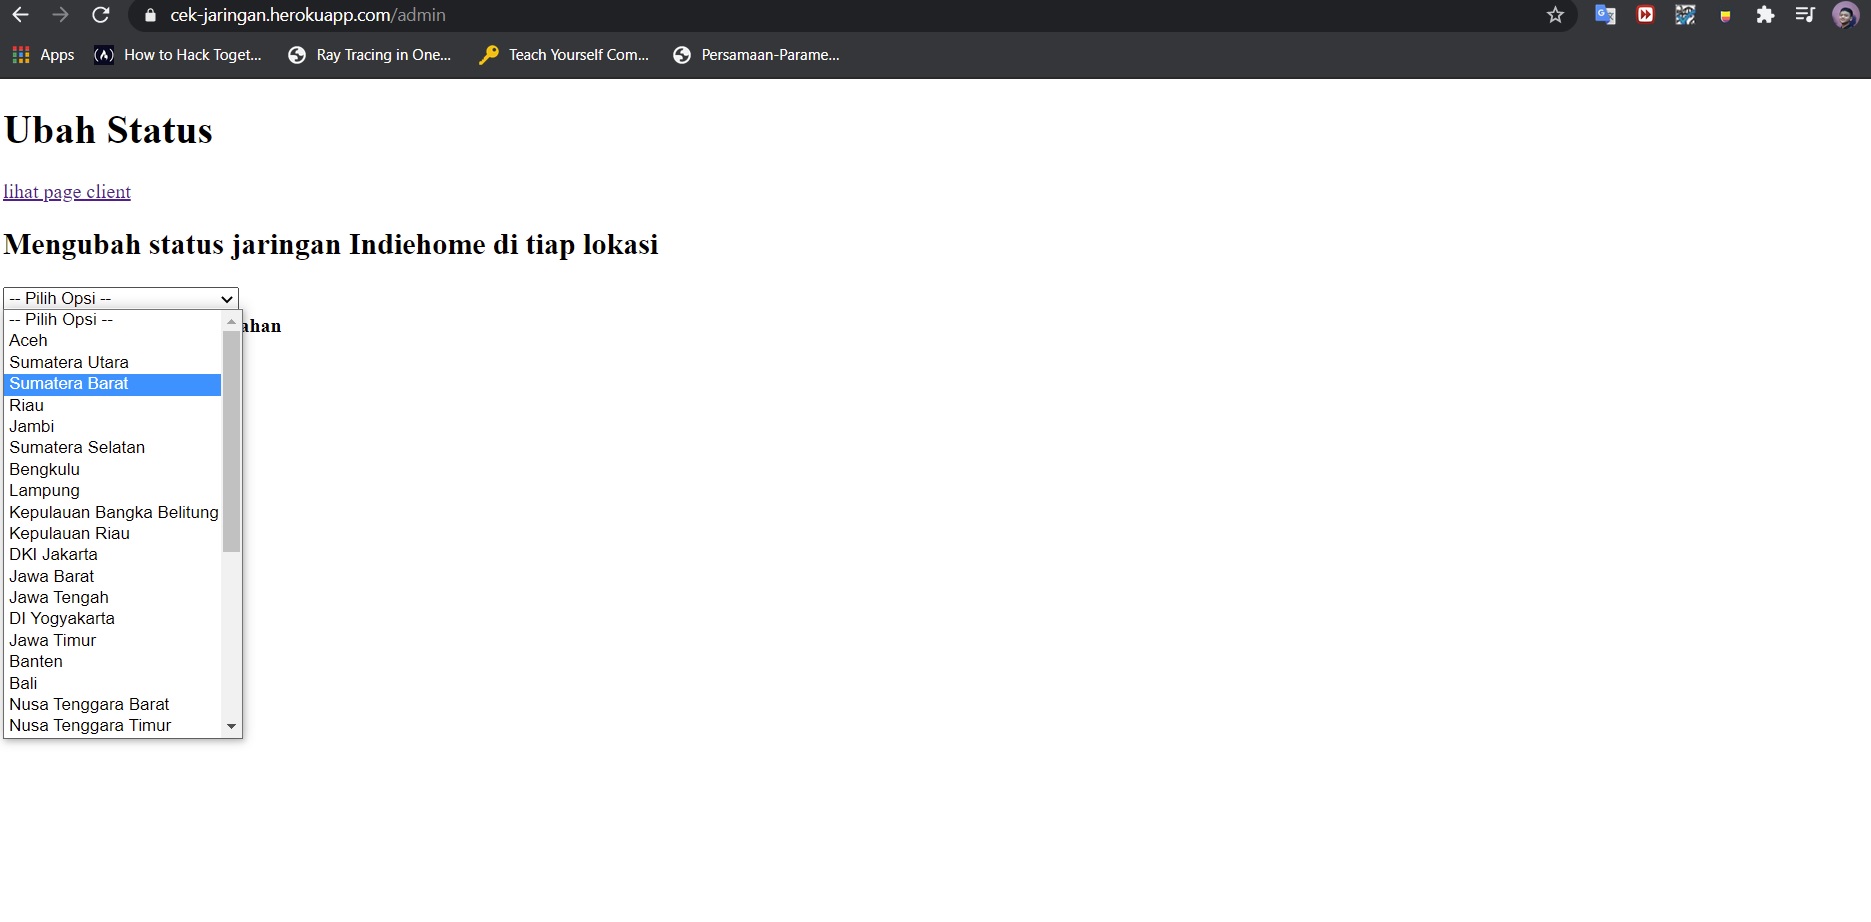 cek-jaringan.herokuapp.com/admin
Apps How to Hack Toget... Ray Tracing in One... Teach Yourself Com... Persamaan-Parame...
Ubah Status
lihat page client
Mengubah status jaringan Indiehome di tiap lokasi
-- Pilih Opsi --
-- Pilih Opsi --
Aceh
Sumatera Utara
Sumatera Barat
Riau
Jambi
Sumatera Selatan
Bengkulu
Lampung
Kepulauan Bangka Belitung
Kepulauan Riau
DKI Jakarta
Jawa Barat
Jawa Tengah
DI Yogyakarta
Jawa Timur
Banten
Bali
Nusa Tenggara Barat
Nusa Tenggara Timur